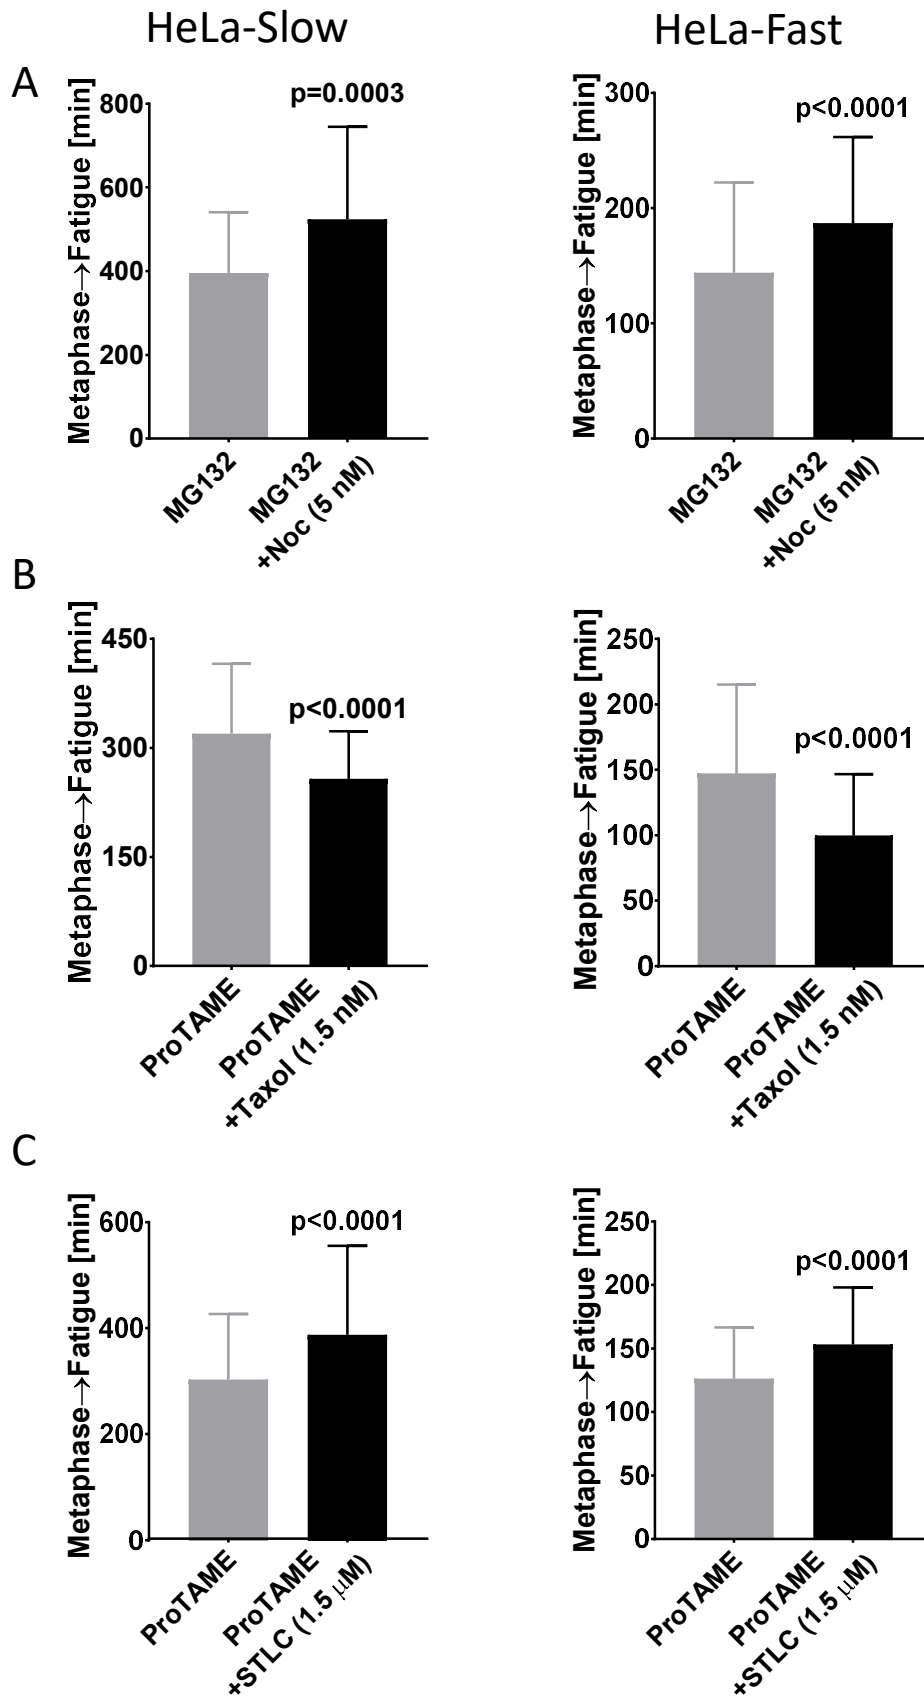 HeLa-Slow
HeLa-Fast
A
Metaphase→Fatigue [min]
800
600
400
200
0
p=0.0003
MG132
MG132
+Noc (5 nM)
Metaphase→Fatigue [min]
300
200
100
0
p<0.0001
MG132
MG132
+Noc (5 nM)
B
Metaphase→Fatigue [min]
450
300
150
0
p<0.0001
ProTAME
ProTAME
+Taxol (1.5 nM)
Metaphase→Fatigue [min]
250
200
150
100
50
0
p<0.0001
ProTAME
ProTAME
+Taxol (1.5 nM)
C
Metaphase→Fatigue [min]
600
400
200
0
p<0.0001
ProTAME
ProTAME
+STLC (1.5 μM)
Metaphase→Fatigue [min]
250
200
150
100
50
0
p<0.0001
ProTAME
ProTAME
+STLC (1.5 μM)